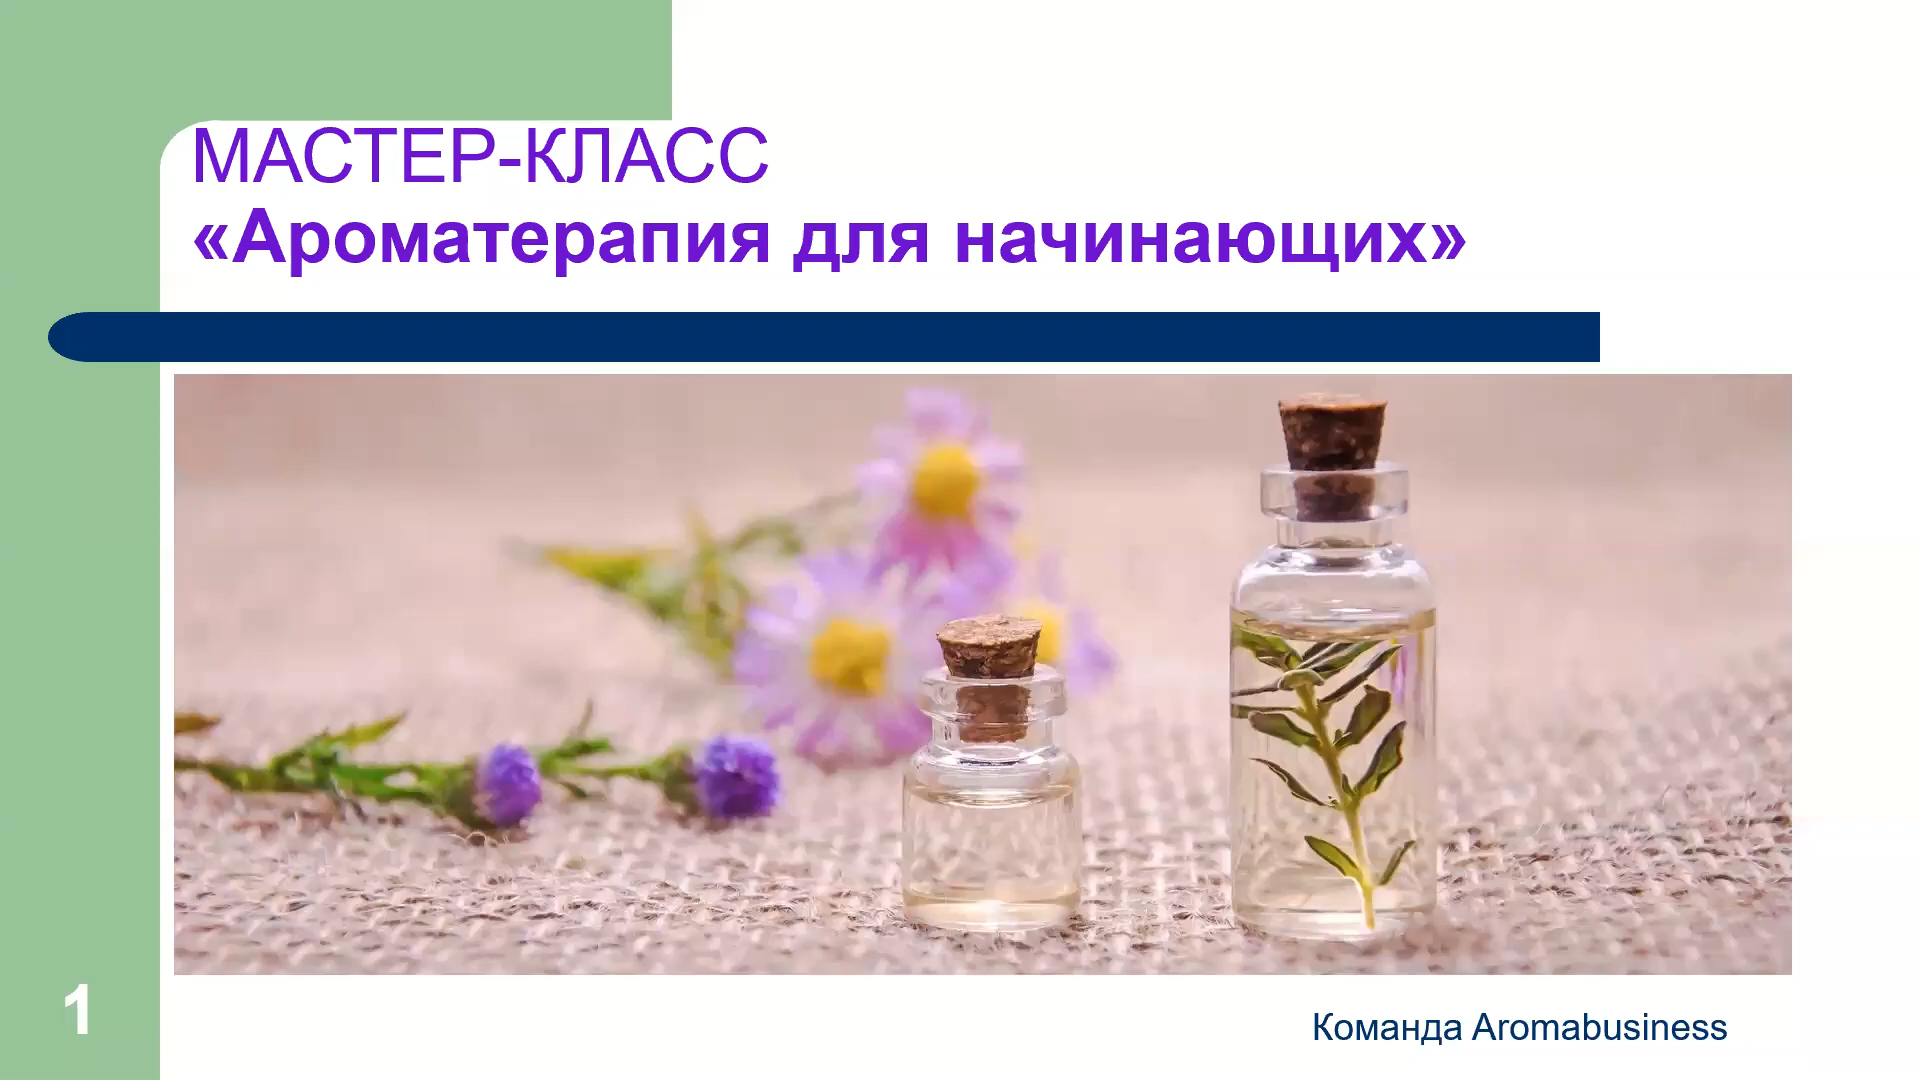 МАСТЕР-КЛАСС
«Ароматерапия для начинающих»
1
Команда Aromabusiness